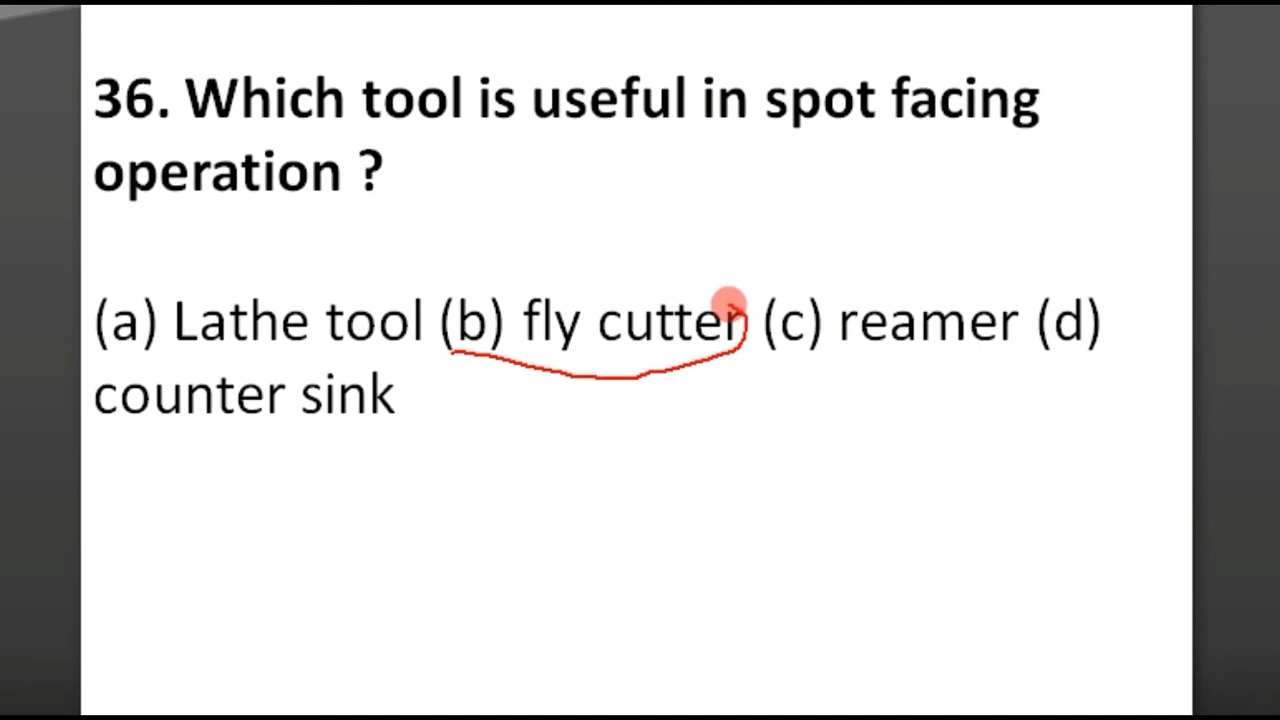 36. Which tool is useful in spot facing
operation ?
(a) Lathe tool (b) fly cutter (c) reamer (d)
counter sink